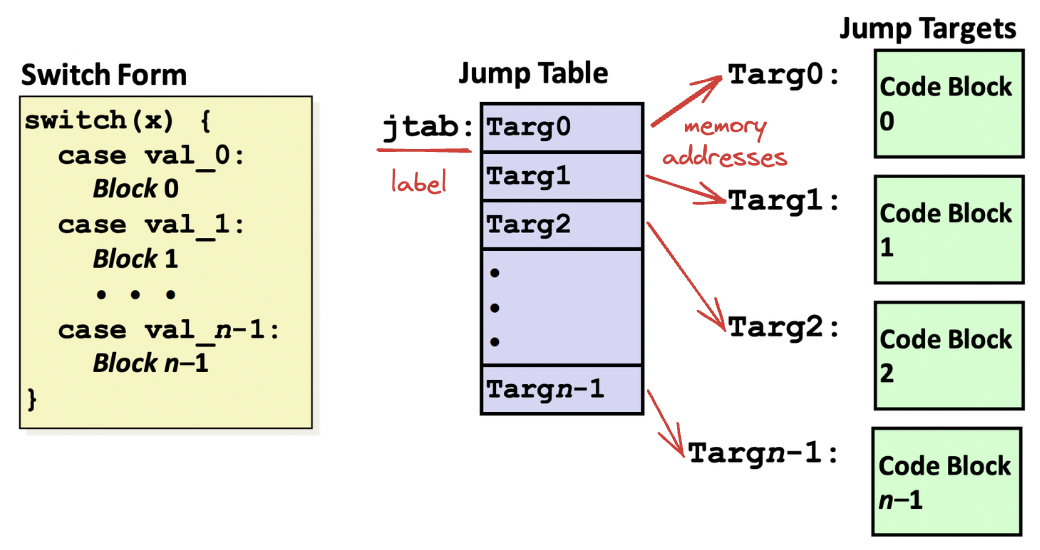 Switch Form
switch(x) {
case val_0:
Block 0
case val_1:
Block 1
• • •
case val_n-1:
Block n–1
}
Jump Table
jtab:
label
Targ0
Targ1
Targ2
•
•
•
Targn-1
memory
addresses
Jump Targets
Targ0:
Code Block
0
Targ1:
Code Block
1
Targ2:
Code Block
2
Targn-1:
Code Block
n–1